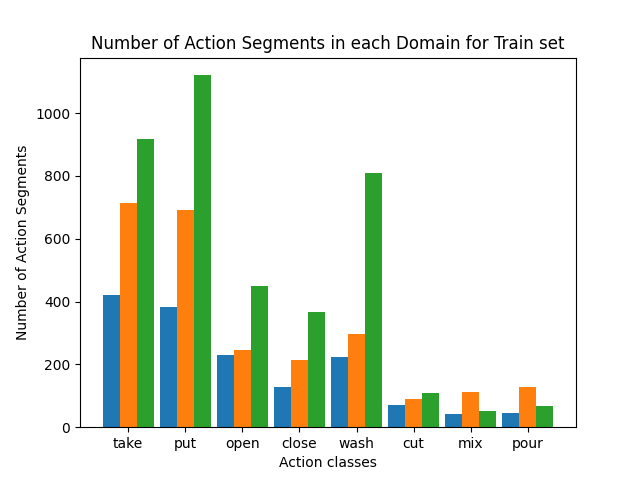 Number of Action Segments in each Domain for Train set
1000
800
600
400
200
0
Number of Action Segments
take put open close wash cut mix pour
Action classes